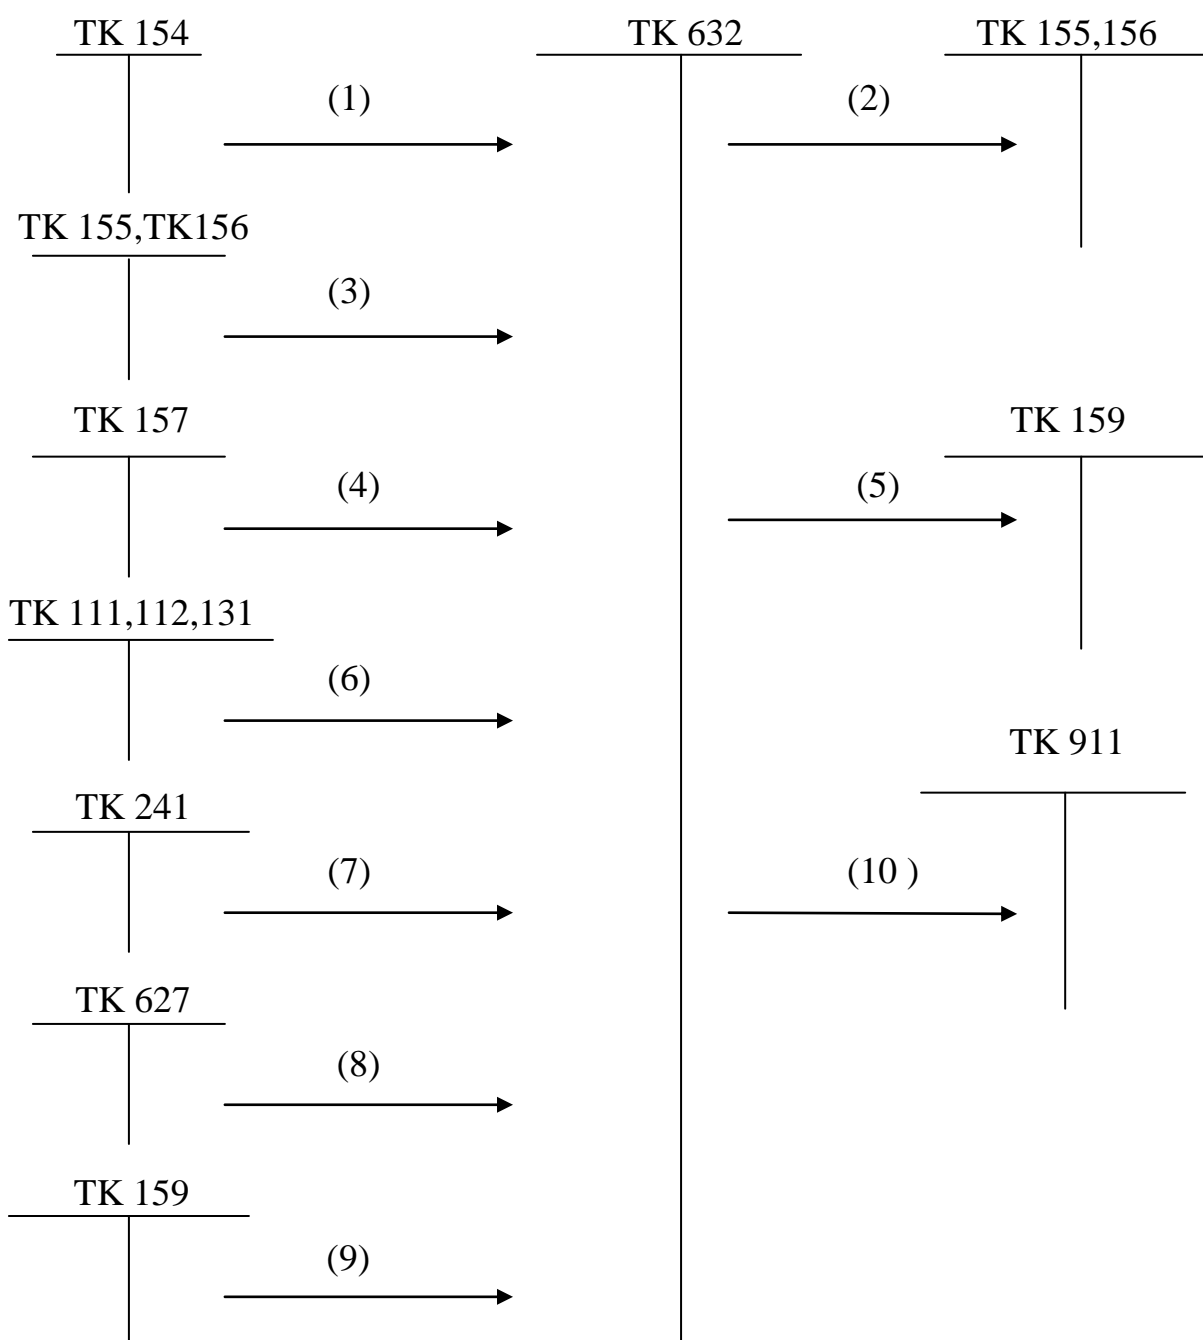 TK 154 TK 632 TK 155,156
(1) (2)
TK 155,TK156
(3)
TK 157 TK 159
(4) (5)
TK 111,112,131
(6)
TK 911
TK 241
(7) (10 )
TK 627
(8)
TK 159
(9)